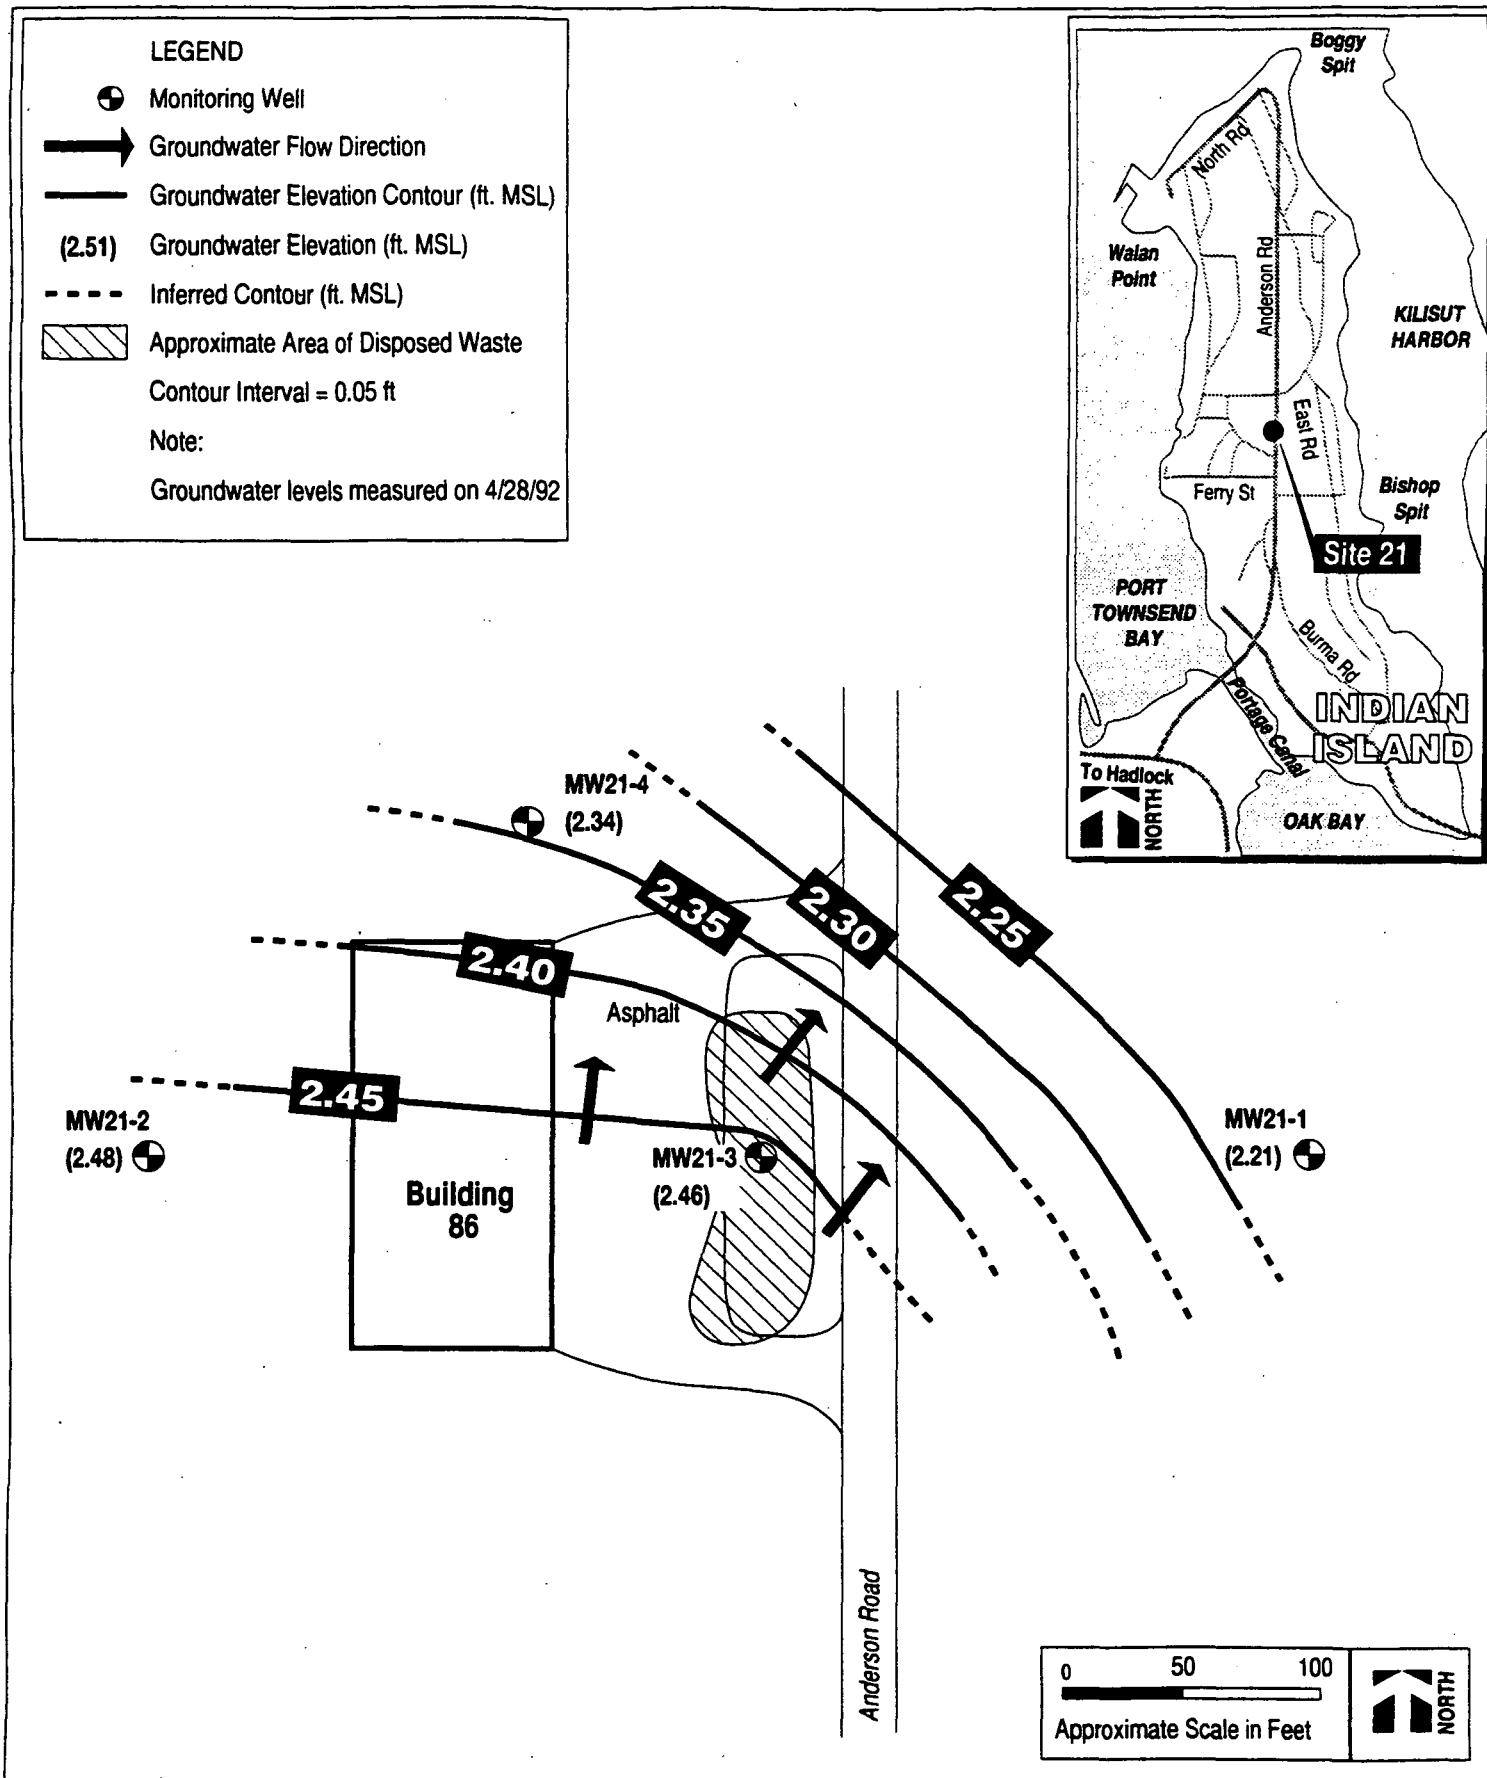 LEGEND
Monitoring Well
Groundwater Flow Direction
Groundwater Elevation Contour (ft. MSL)
(2.51) Groundwater Elevation (ft. MSL)
Inferred Contour (ft. MSL)
Approximate Area of Disposed Waste
Contour Interval = 0.05 ft
Note:
Groundwater levels measured on 4/28/92
Boggy
Spit
North Rd
Walan
Point
Anderson Rd
KILISUT
HARBOR
East Rd
Ferry St
Bishop
Spit
Site 21
PORT
TOWNSEND
BAY
Burma Rd
Portage Canal
INDIAN
ISLAND
To Hadlock
NORTH
OAK BAY
MW21-4
(2.34)
2.35
2.30
2.25
2.40
Asphalt
2.45
MW21-2
(2.48)
MW21-3
(2.46)
MW21-1
(2.21)
Building
86
Anderson Road
0 50 100
Approximate Scale in Feet
NORTH